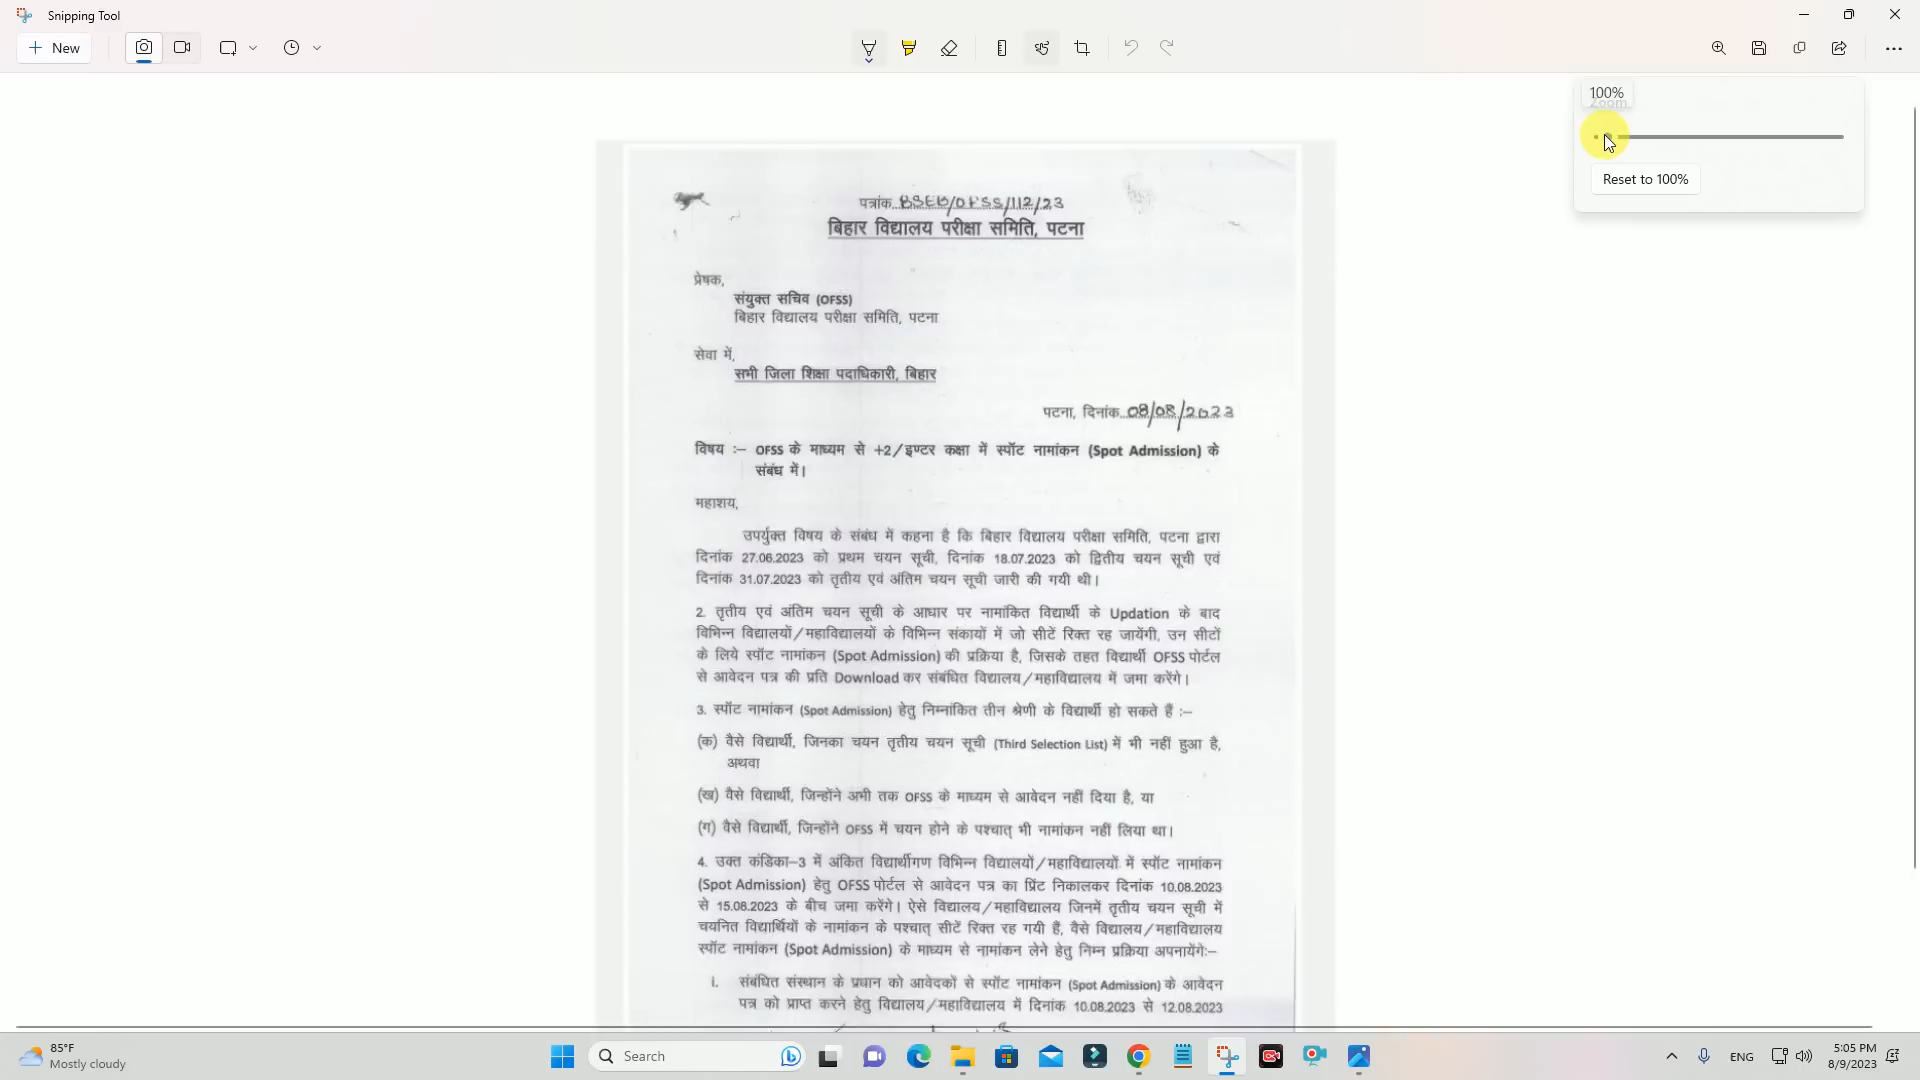 Snipping Tool
New
100%
Zoom
Reset to 100%
पत्रांक BSEB/OFSS/112/23
बिहार विद्यालय परीक्षा समिति, पटना
प्रेषक,
संयुक्त सचिव (OFSS)
बिहार विद्यालय परीक्षा समिति, पटना
सेवा में,
सभी जिला शिक्षा पदाधिकारी, बिहार
पटना, दिनांक 08/08/2023
विषय :– OFSS के माध्यम से +2/इण्टर कक्षा में स्पॉट नामांकन (Spot Admission) के
संबंध में।
महाशय,
उपर्युक्त विषय के संबंध में कहना है कि बिहार विद्यालय परीक्षा समिति, पटना द्वारा
दिनांक 27.06.2023 को प्रथम चयन सूची, दिनांक 18.07.2023 को द्वितीय चयन सूची एवं
दिनांक 31.07.2023 को तृतीय एवं अंतिम चयन सूची जारी की गयी थी।
2. तृतीय एवं अंतिम चयन सूची के आधार पर नामांकित विद्यार्थी के Updation के बाद
विभिन्न विद्यालयों/महाविद्यालयों के विभिन्न संकायों में जो सीटें रिक्त रह जायेंगी, उन सीटों
के लिये स्पॉट नामांकन (Spot Admission) की प्रक्रिया है, जिसके तहत विद्यार्थी OFSS पोर्टल
से आवेदन पत्र की प्रति Download कर संबंधित विद्यालय/महाविद्यालय में जमा करेंगे।
3. स्पॉट नामांकन (Spot Admission) हेतु निम्नांकित तीन श्रेणी के विद्यार्थी हो सकते हैं :–
(क) वैसे विद्यार्थी, जिनका चयन तृतीय चयन सूची (Third Selection List) में भी नहीं हुआ है,
अथवा
(ख) वैसे विद्यार्थी, जिन्होंने अभी तक OFSS के माध्यम से आवेदन नहीं दिया है, या
(ग) वैसे विद्यार्थी, जिन्होंने OFSS में चयन होने के पश्चात् भी नामांकन नहीं लिया था।
4. उक्त कंडिका–3 में अंकित विद्यार्थीगण विभिन्न विद्यालयों/महाविद्यालयों में स्पॉट नामांकन
(Spot Admission) हेतु OFSS पोर्टल से आवेदन पत्र का प्रिंट निकालकर दिनांक 10.08.2023
से 15.08.2023 के बीच जमा करेंगे। ऐसे विद्यालय/महाविद्यालय जिनमें तृतीय चयन सूची में
चयनित विद्यार्थियों के नामांकन के पश्चात् सीटें रिक्त रह गयी हैं, वैसे विद्यालय/महाविद्यालय
स्पॉट नामांकन (Spot Admission) के माध्यम से नामांकन लेने हेतु निम्न प्रक्रिया अपनायेंगे:–
i. संबंधित संस्थान के प्रधान को आवेदकों से स्पॉट नामांकन (Spot Admission) के आवेदन
पत्र को प्राप्त करने हेतु विद्यालय/महाविद्यालय में दिनांक 10.08.2023 से 12.08.2023
85°F
Mostly cloudy
Search
ENG
5:05 PM
8/9/2023